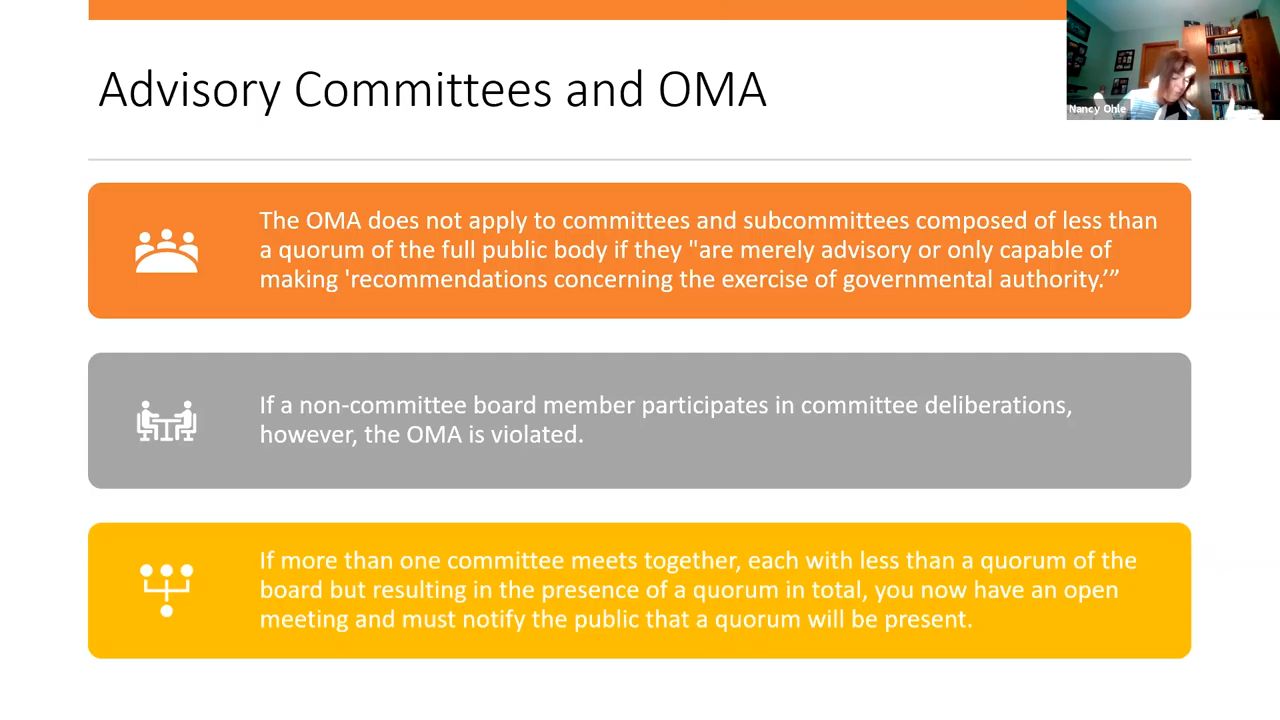 Advisory Committees and OMA
Nancy Ohle
The OMA does not apply to committees and subcommittees composed of less than
a quorum of the full public body if they "are merely advisory or only capable of
making 'recommendations concerning the exercise of governmental authority.’”
If a non-committee board member participates in committee deliberations,
however, the OMA is violated.
If more than one committee meets together, each with less than a quorum of the
board but resulting in the presence of a quorum in total, you now have an open
meeting and must notify the public that a quorum will be present.